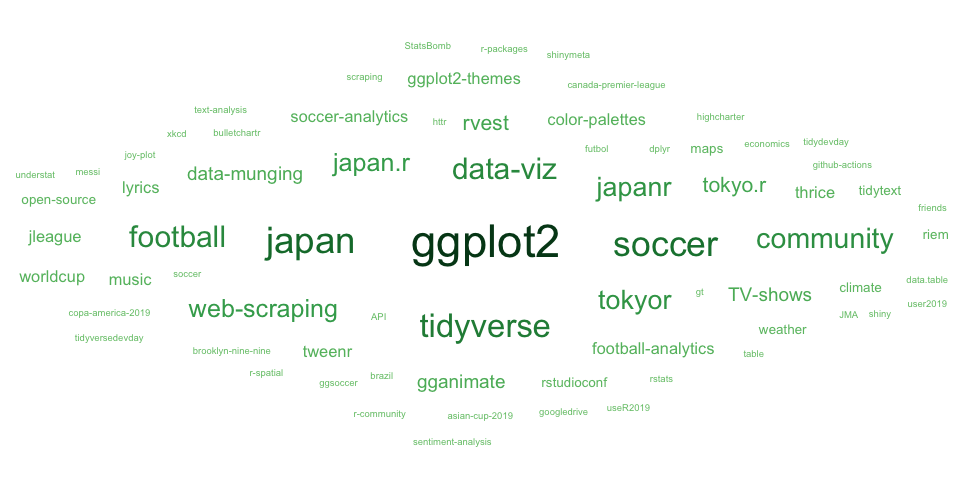 StatsBomb
r-packages
shinymeta
scraping
ggplot2-themes
canada-premier-league
text-analysis
soccer-analytics
httr
rvest
color-palettes
highcharter
xkcd
bulletchartr
joy-plot
japan.r
data-viz
futbol
dplyr
maps
economics
tidydevday
github-actions
understat
messi
data-munging
lyrics
open-source
japanr
tokyo.r
thrice
tidytext
friends
jleague
football
japan
ggplot2
soccer
community
riem
worldcup
music
soccer
web-scraping
API
tidyverse
tokyor
gt
TV-shows
climate
data.table
user2019
JMA
shiny
copa-america-2019
tidyversedevday
weather
brooklyn-nine-nine
tweenr
football-analytics
table
r-spatial
ggsoccer
brazil
gganimate
rstudioconf
rstats
r-community
asian-cup-2019
googledrive
useR2019
sentiment-analysis